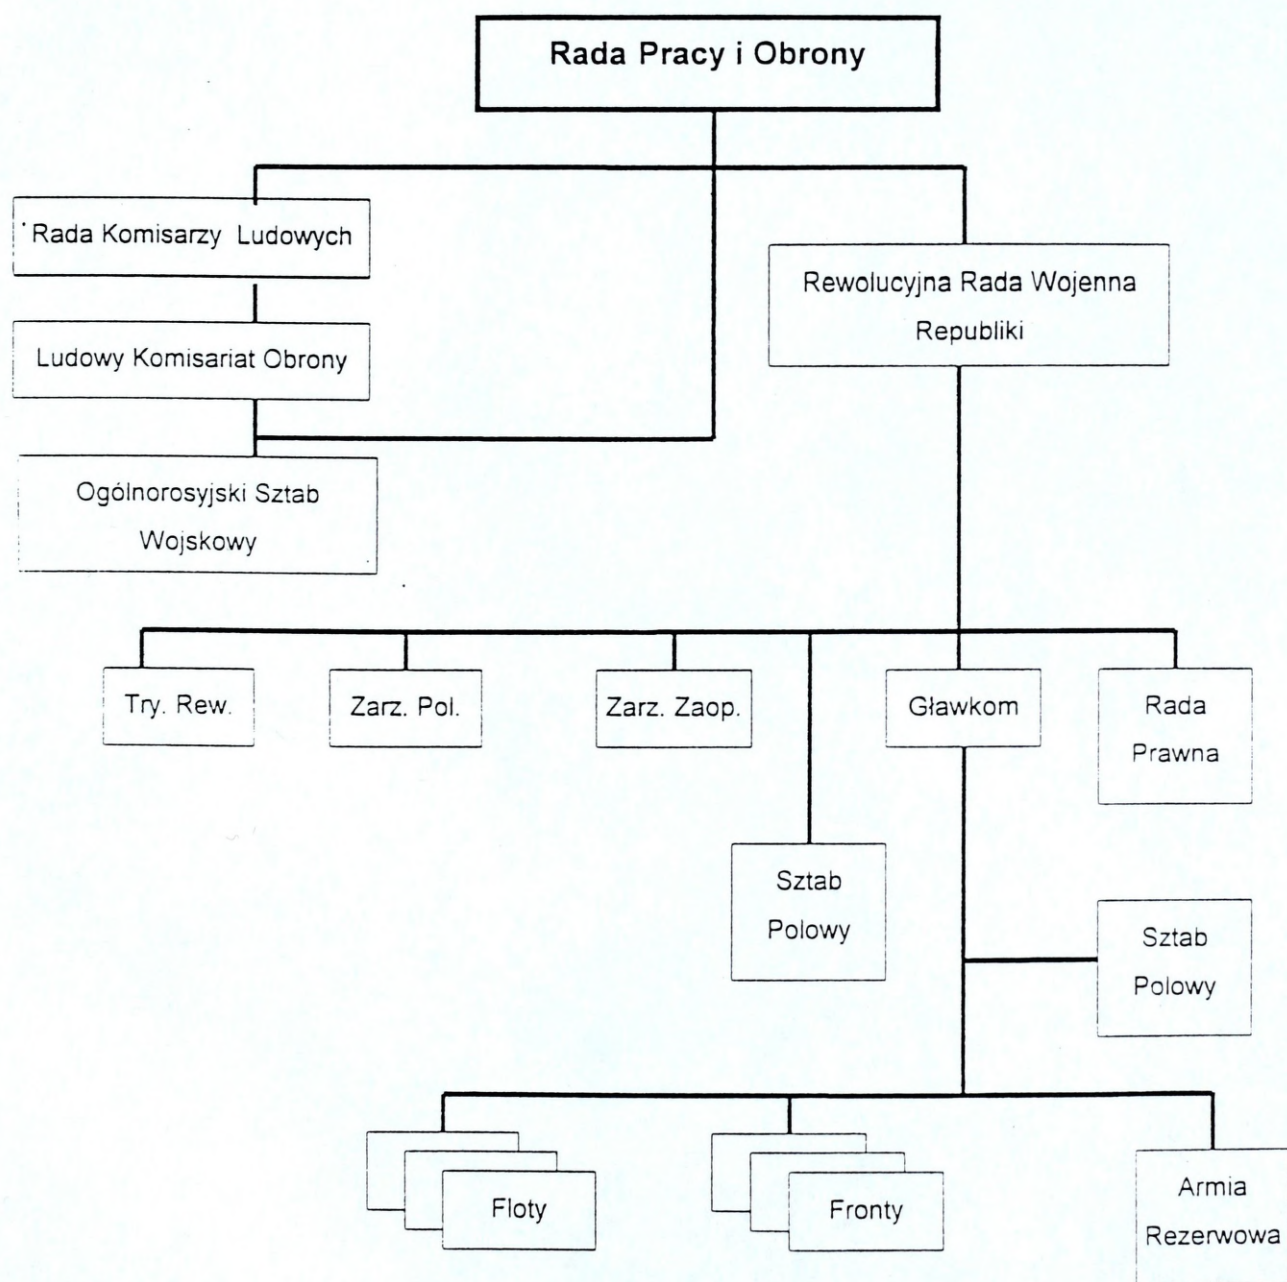 Rada Pracy i Obrony
Rada Komisarzy Ludowych
Rewolucyjna Rada Wojenna
Republiki
Ludowy Komisariat Obrony
Ogólnorosyjski Sztab
Wojskowy
Try. Rew.
Zarz. Pol.
Zarz. Zaop.
Gławkom
Rada
Prawna
Sztab
Polowy
Sztab
Polowy
Floty
Fronty
Armia
Rezerwowa